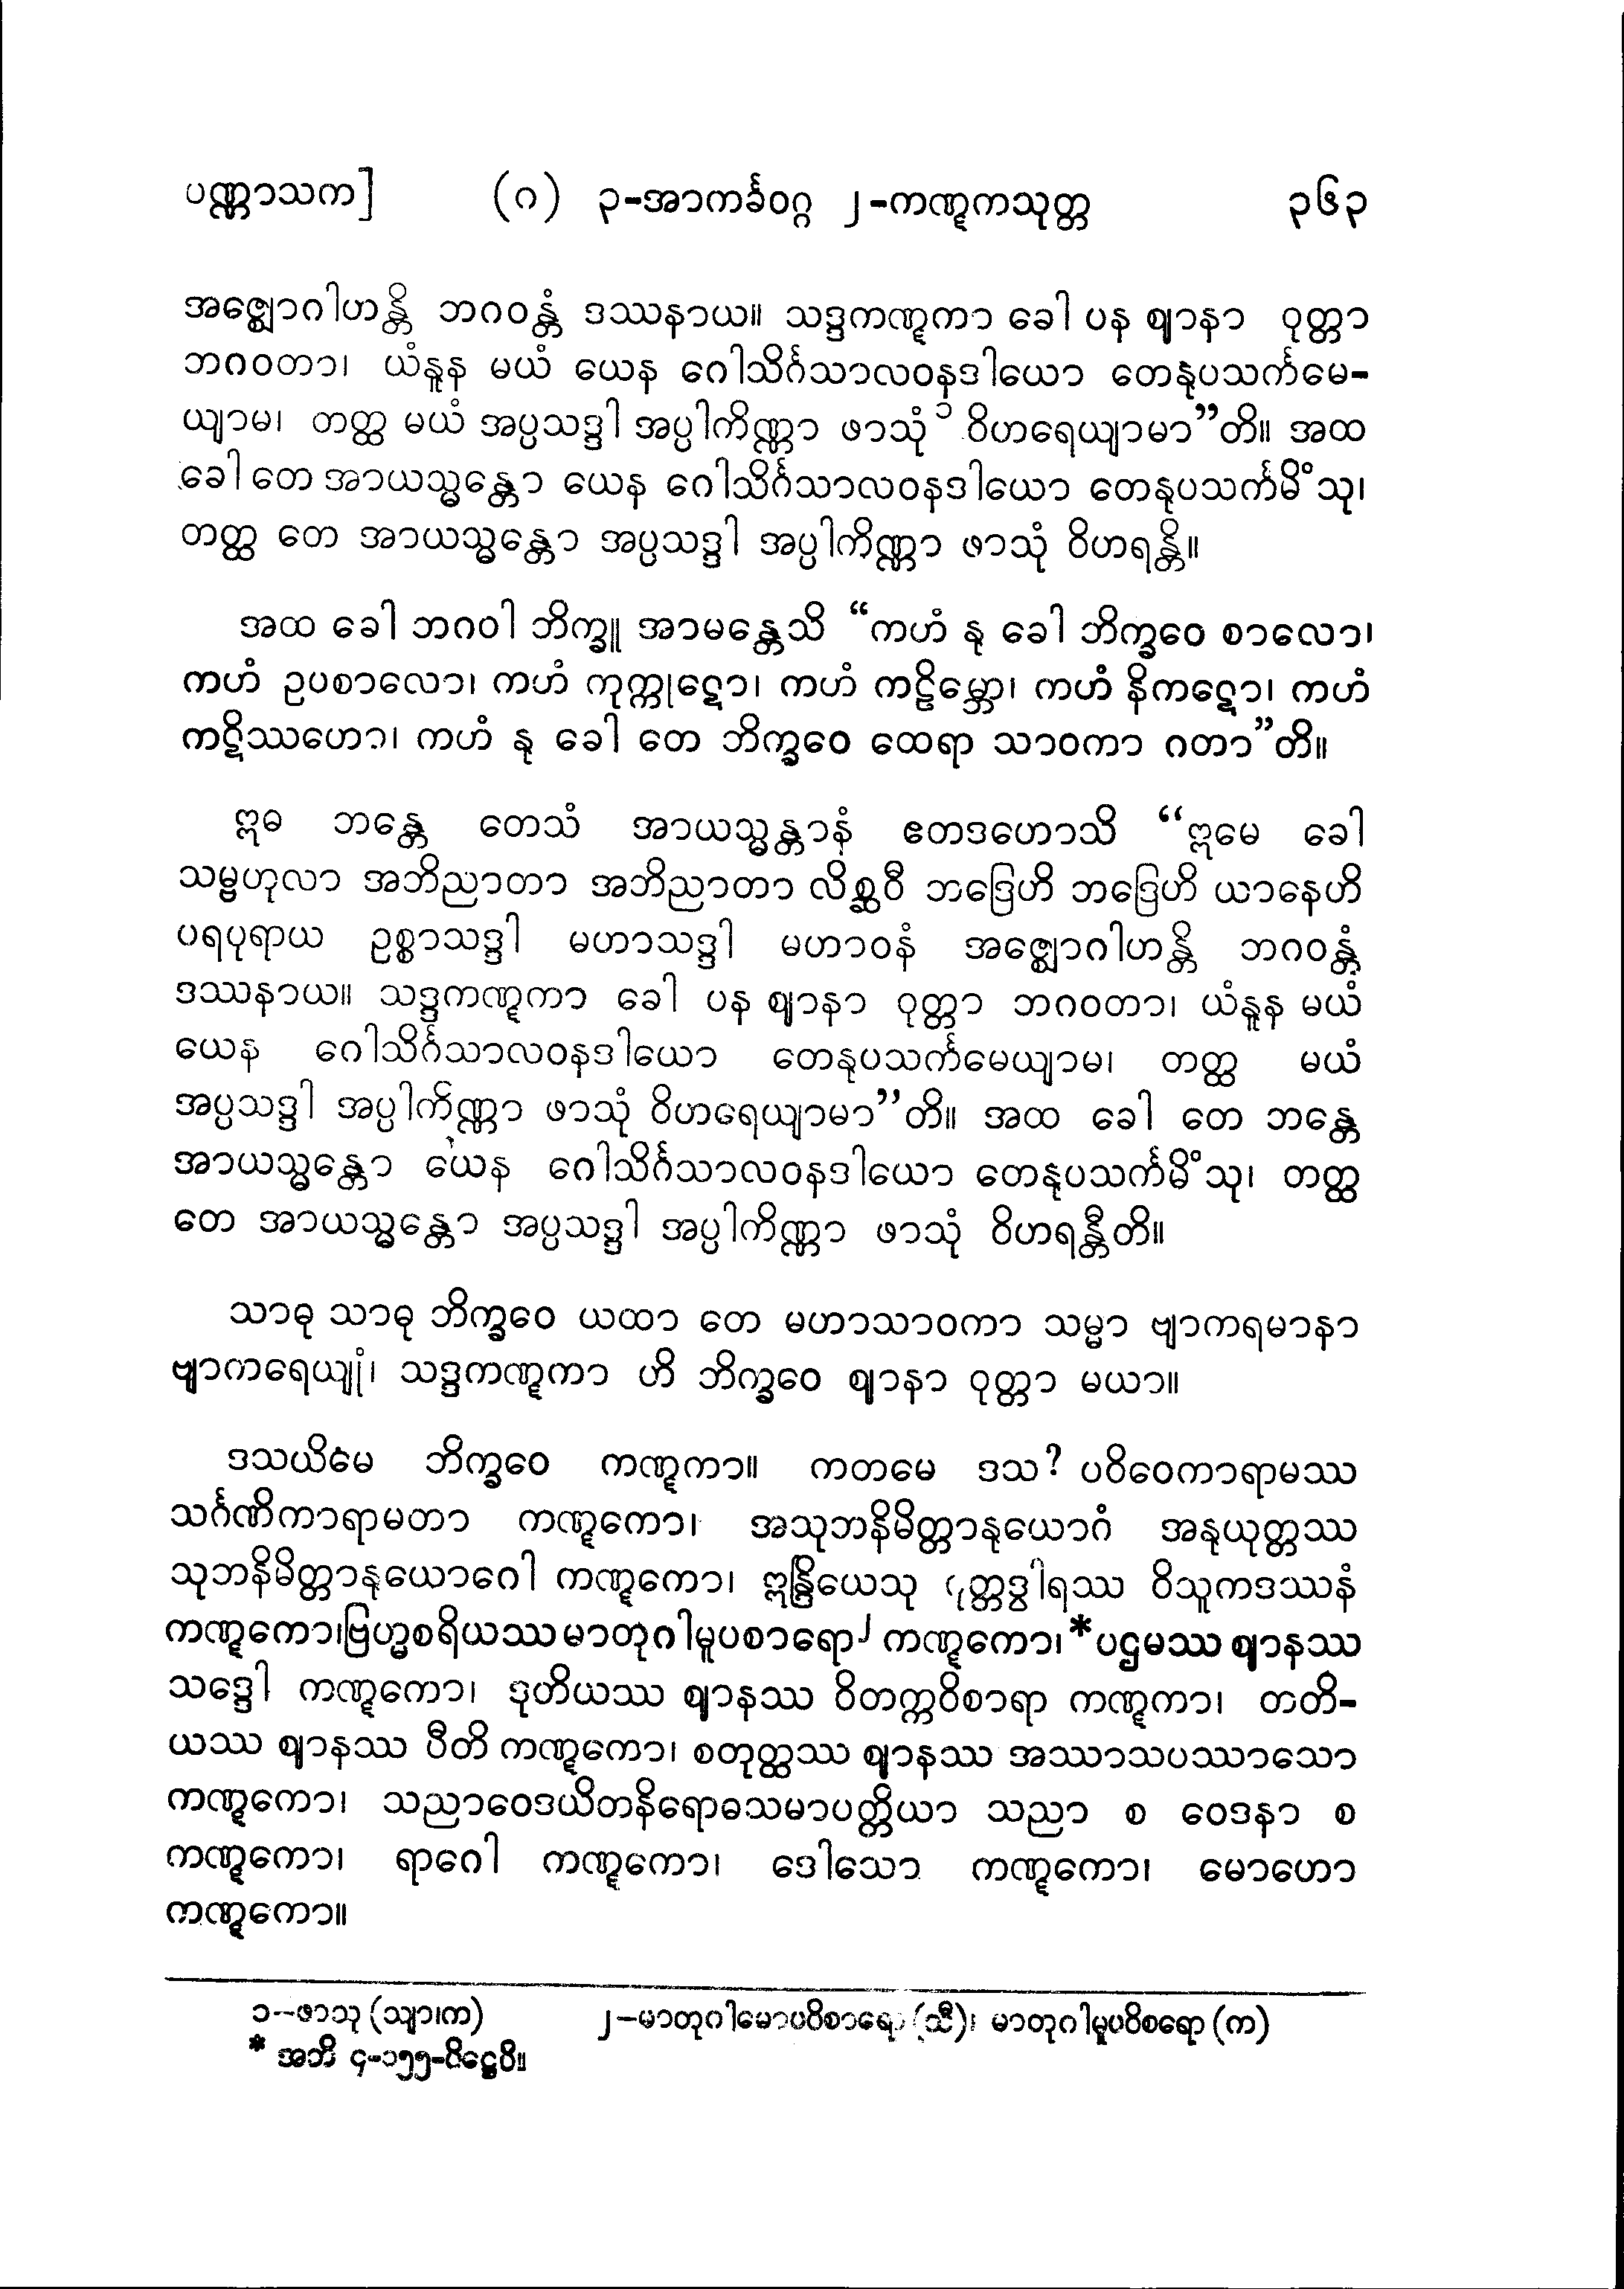 ပဏ္ဏာသက] (ဂ) ၃-အာကင်္ခဝဂ္ဂ ၂-ကဏ္ဋကသုတ္တ ၃၆၃
အဇ္ဈောဂါဟန္တိ ဘဂဝန္တံ ဒဿနာယ။ သဒ္ဒကဏ္ဋကာ ခေါ ပန ဈာနာ ဝုတ္တာ
ဘဂဝတာ၊ ယံနူန မယံ ယေန ဂေါသိင်္ဂသာလဝနဒါယော တေနုပသင်္ကမေ-
ယျာမ၊ တတ္ထ မယံ အပ္ပသဒ္ဒါ အပ္ပါကိဏ္ဏာ ဖာသုံ ၁ ဝိဟရေယျာမာ”တိ။ အထ
ခေါ တေ အာယသ္မန္တော ယေန ဂေါသိင်္ဂသာလဝနဒါယော တေနုပသင်္ကမိံသု၊
တတ္ထ တေ အာယသ္မန္တော အပ္ပသဒ္ဒါ အပ္ပါကိဏ္ဏာ ဖာသုံ ဝိဟရန္တိ။
အထ ခေါ ဘဂဝါ ဘိက္ခူ အာမန္တေသိ “ကဟံ နု ခေါ ဘိက္ခဝေ စာလော၊
ကဟံ ဥပစာလော၊ ကဟံ ကုက္ကုဋော၊ ကဟံ ကဠိမ္ဘော၊ ကဟံ နိကဋော၊ ကဟံ
ကဋိဿဟော၊ ကဟံ နု ခေါ တေ ဘိက္ခဝေ ထေရာ သာဝကာ ဂတာ”တိ။
ဣဓ ဘန္တေ တေသံ အာယသ္မန္တာနံ ဧတဒဟောသိ “ဣမေ ခေါ
သမ္ဗဟုလာ အဘိညာတာ အဘိညာတာ လိစ္ဆဝီ ဘဒြေဟိ ဘဒြေဟိ ယာနေဟိ
ပရပုရာယ ဥစ္စာသဒ္ဒါ မဟာသဒ္ဒါ မဟာဝနံ အဇ္ဈောဂါဟန္တိ ဘဂဝန္တံ
ဒဿနာယ။ သဒ္ဒကဏ္ဋကာ ခေါ ပန ဈာနာ ဝုတ္တာ ဘဂဝတာ၊ ယံနူန မယံ
ယေန ဂေါသိင်္ဂသာလဝနဒါယော တေနုပသင်္ကမေယျာမ၊ တတ္ထ မယံ
အပ္ပသဒ္ဒါ အပ္ပါကိဏ္ဏာ ဖာသုံ ဝိဟရေယျာမာ”တိ။ အထ ခေါ တေ ဘန္တေ
အာယသ္မန္တော ယေန ဂေါသိင်္ဂသာလဝနဒါယော တေနုပသင်္ကမိံသု၊ တတ္ထ
တေ အာယသ္မန္တော အပ္ပသဒ္ဒါ အပ္ပါကိဏ္ဏာ ဖာသုံ ဝိဟရန္တီတိ။
သာဓု သာဓု ဘိက္ခဝေ ယထာ တေ မဟာသာဝကာ သမ္မာ ဗျာကရမာနာ
ဗျာကရေယျုံ၊ သဒ္ဒကဏ္ဋကာ ဟိ ဘိက္ခဝေ ဈာနာ ဝုတ္တာ မယာ။
ဒသယိမေ ဘိက္ခဝေ ကဏ္ဋကာ။ ကတမေ ဒသ? ပဝိဝေကာရာမဿ
သင်္ဂဏိကာရာမတာ ကဏ္ဋကော၊ အသုဘနိမိတ္တာနုယောဂံ အနုယုတ္တဿ
သုဘနိမိတ္တာနုယောဂေါ ကဏ္ဋကော၊ ဣန္ဒြိယေသု ဂုတ္တဒွါရဿ ဝိသူကဒဿနံ
ကဏ္ဋကော၊ ဗြဟ္မစရိယဿ မာတုဂါမူပစာရော ၂ ကဏ္ဋကော၊ *ပဌမဿ ဈာနဿ
သဒ္ဒေါ ကဏ္ဋကော၊ ဒုတိယဿ ဈာနဿ ဝိတက္ကဝိစာရာ ကဏ္ဋကာ၊ တတိ-
ယဿ ဈာနဿ ပီတိ ကဏ္ဋကော၊ စတုတ္ထဿ ဈာနဿ အဿာသပဿာသော
ကဏ္ဋကော၊ သညာဝေဒယိတနိရောဓသမာပတ္တိယာ သညာ စ ဝေဒနာ စ
ကဏ္ဋကော၊ ရာဂေါ ကဏ္ဋကော၊ ဒေါသော ကဏ္ဋကော၊ မောဟော
ကဏ္ဋကော။
၁--ဖာသု (သျာ၊က) ၂-မာတုဂါမောပဝိစာရော (သီ)၊ မာတုဂါမူပဝိစရော (က)
* အဘိ ၄-၁၅၅-ပိဋ္ဌေပိ။